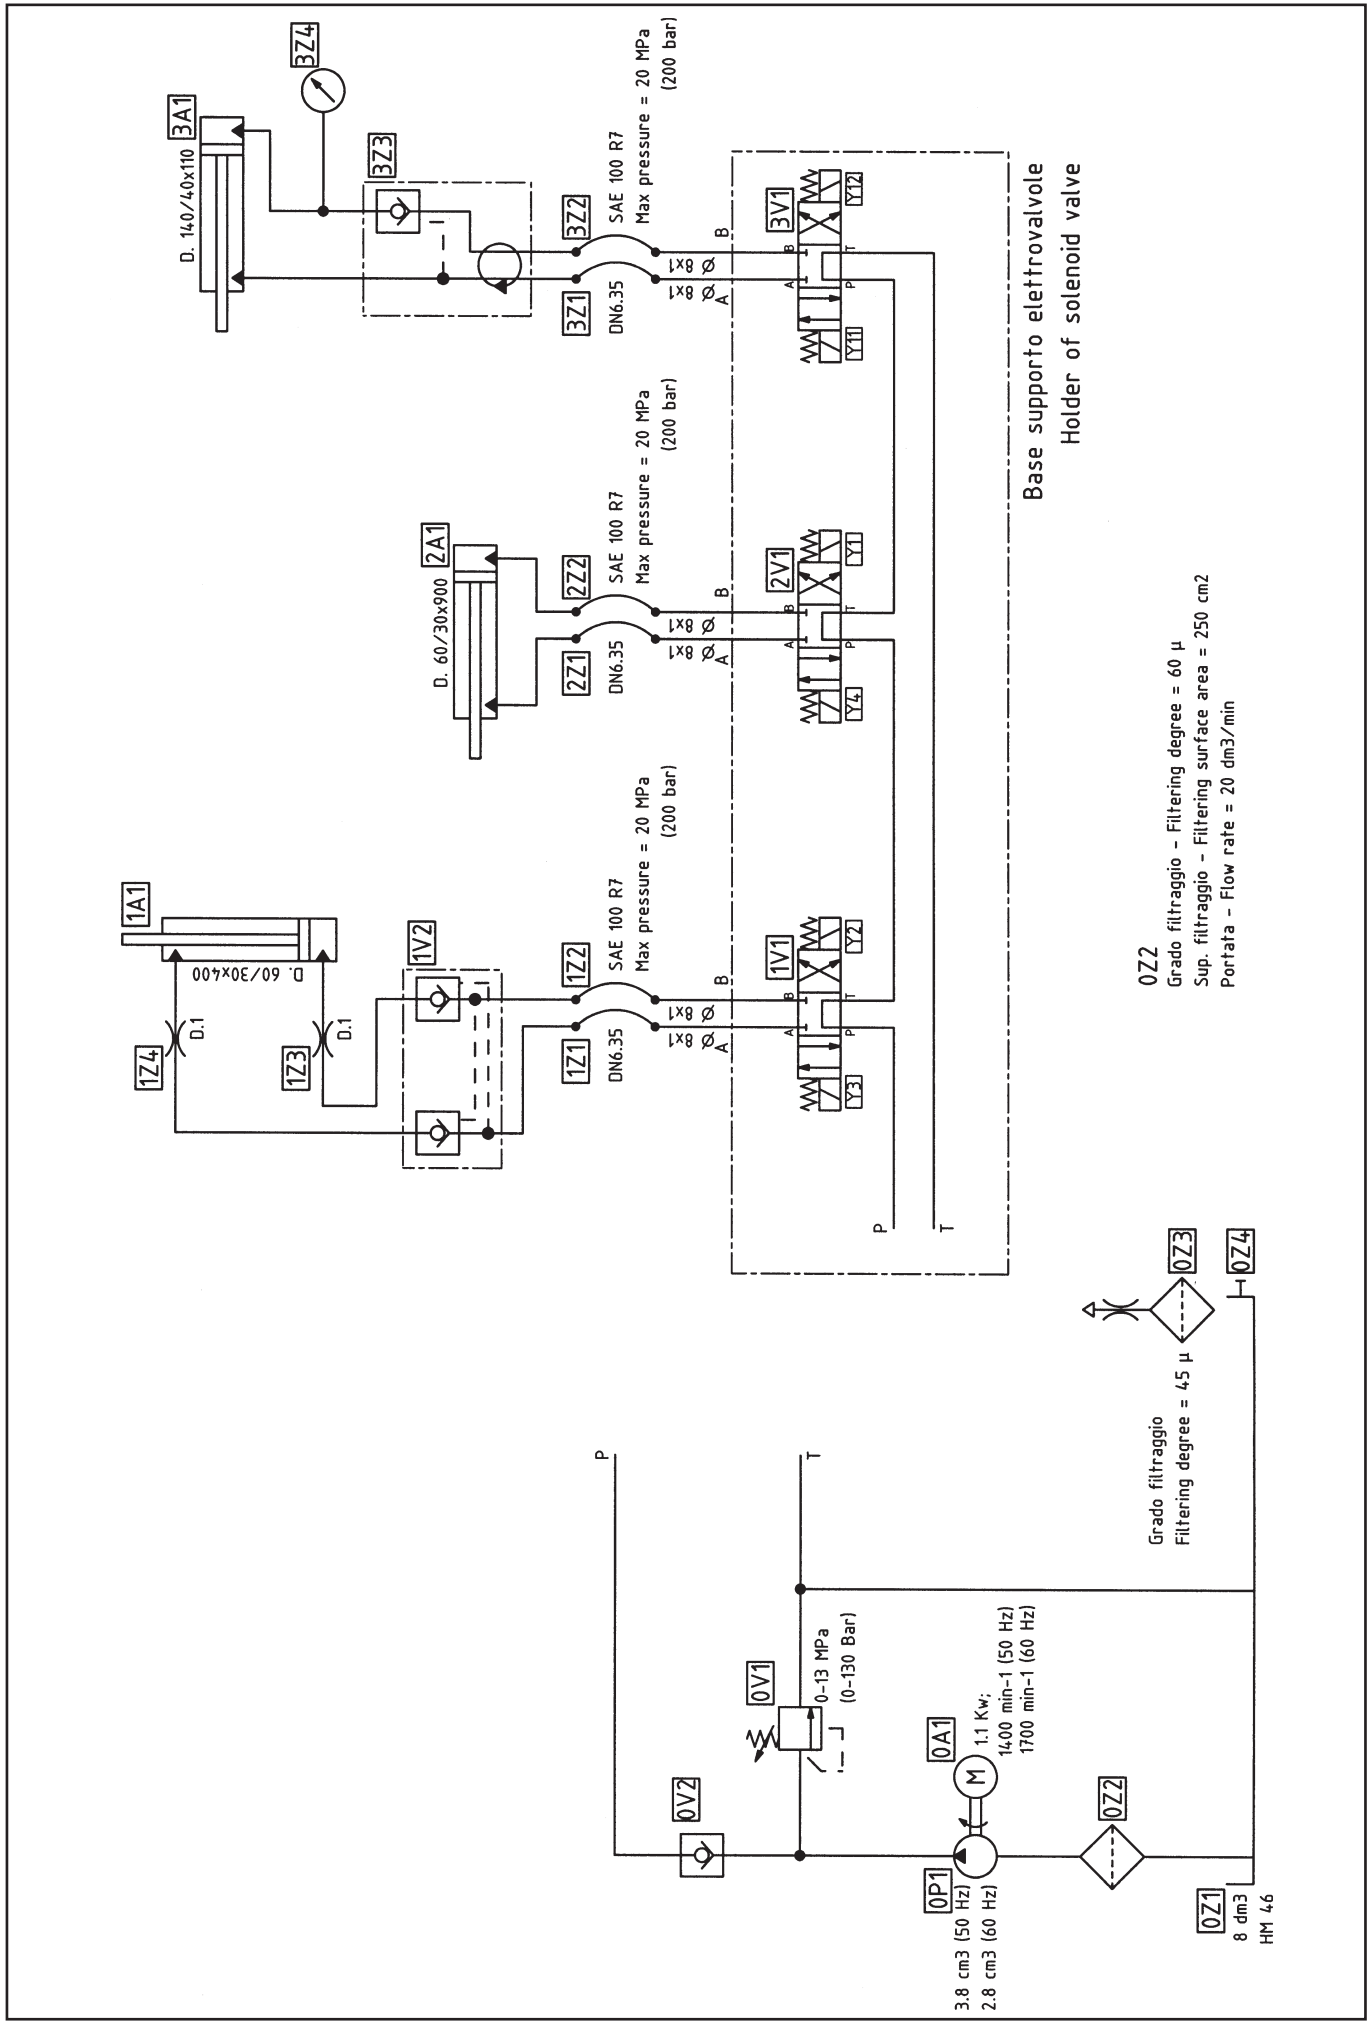 3A1
D. 140/40x110
3Z4
3Z3
3Z1
3Z2
DN6.35
SAE 100 R7
Max pressure = 20 MPa
(200 bar)
Ø 8x1
Ø 8x1
A
B
3V1
A
B
P
T
Y11
Y12
2A1
D. 60/30x900
2Z1
2Z2
DN6.35
SAE 100 R7
Max pressure = 20 MPa
(200 bar)
Ø 8x1
Ø 8x1
A
B
2V1
A
B
P
T
Y4
Y1
1A1
D. 60/30x400
1Z4
D.1
1Z3
D.1
1V2
1Z1
1Z2
DN6.35
SAE 100 R7
Max pressure = 20 MPa
(200 bar)
Ø 8x1
Ø 8x1
A
B
1V1
A
B
P
T
Y3
Y2
P
T
Base supporto elettrovalvole
Holder of solenoid valve
0Z2
Grado filtraggio - Filtering degree = 60 µ
Sup. filtraggio - Filtering surface area = 250 cm2
Portata - Flow rate = 20 dm3/min
P
T
0V2
0V1
0-13 MPa
(0-130 Bar)
0A1
M
1.1 Kw;
1400 min-1 (50 Hz)
1700 min-1 (60 Hz)
0P1
3.8 cm3 (50 Hz)
2.8 cm3 (60 Hz)
0Z2
0Z1
8 dm3
HM 46
0Z3
Grado filtraggio
Filtering degree = 45 µ
0Z4